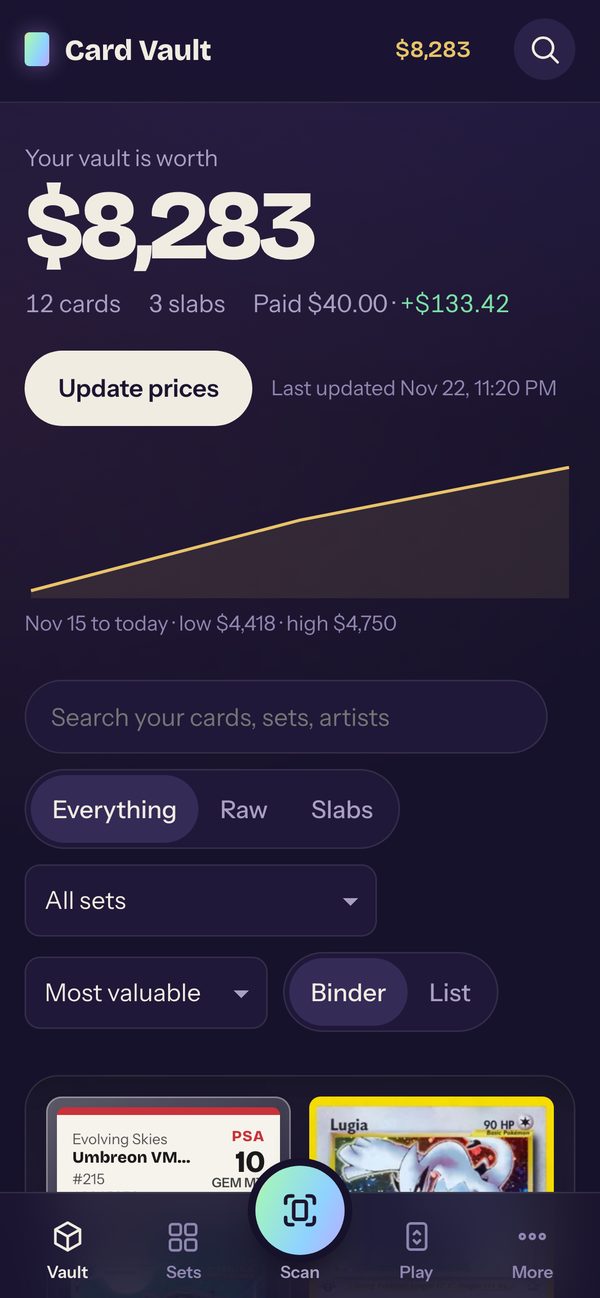 Card Vault
$8,283
Your vault is worth
$8,283
12 cards 3 slabs Paid $40.00 · +$133.42
Update prices
Last updated Nov 22, 11:20 PM
Nov 15 to today · low $4,418 · high $4,750
Search your cards, sets, artists
Everything Raw Slabs
All sets
Most valuable
Binder List
Evolving Skies
Umbreon VM...
#215
PSA
10
GEM
Lugia
90 HP
Basic Pokémon
Vault Sets Scan Play More